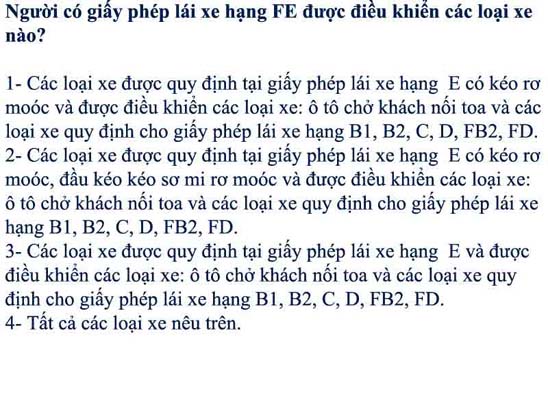 Người có giấy phép lái xe hạng FE được điều khiển các loại xe
nào?
1- Các loại xe được quy định tại giấy phép lái xe hạng E có kéo rơ
moóc và được điều khiển các loại xe: ô tô chở khách nối toa và các
loại xe quy định cho giấy phép lái xe hạng B1, B2, C, D, FB2, FD.
2- Các loại xe được quy định tại giấy phép lái xe hạng E có kéo rơ
moóc, đầu kéo kéo sơ mi rơ moóc và được điều khiển các loại xe:
ô tô chở khách nối toa và các loại xe quy định cho giấy phép lái xe
hạng B1, B2, C, D, FB2, FD.
3- Các loại xe được quy định tại giấy phép lái xe hạng E và được
điều khiển các loại xe: ô tô chở khách nối toa và các loại xe quy
định cho giấy phép lái xe hạng B1, B2, C, D, FB2, FD.
4- Tất cả các loại xe nêu trên.